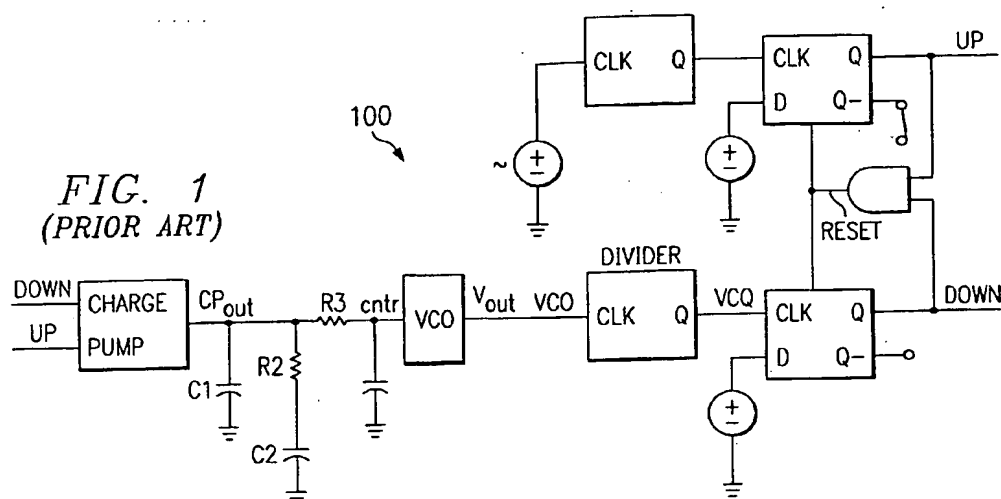 CLK Q
CLK Q
UP
D Q-
100
~
FIG. 1
(PRIOR ART)
RESET
DIVIDER
DOWN
CHARGE
PUMP
UP
CPout
R3
cntr
VCO
Vout
VCO
CLK Q
VCQ
CLK Q
DOWN
D Q-
R2
C1
C2